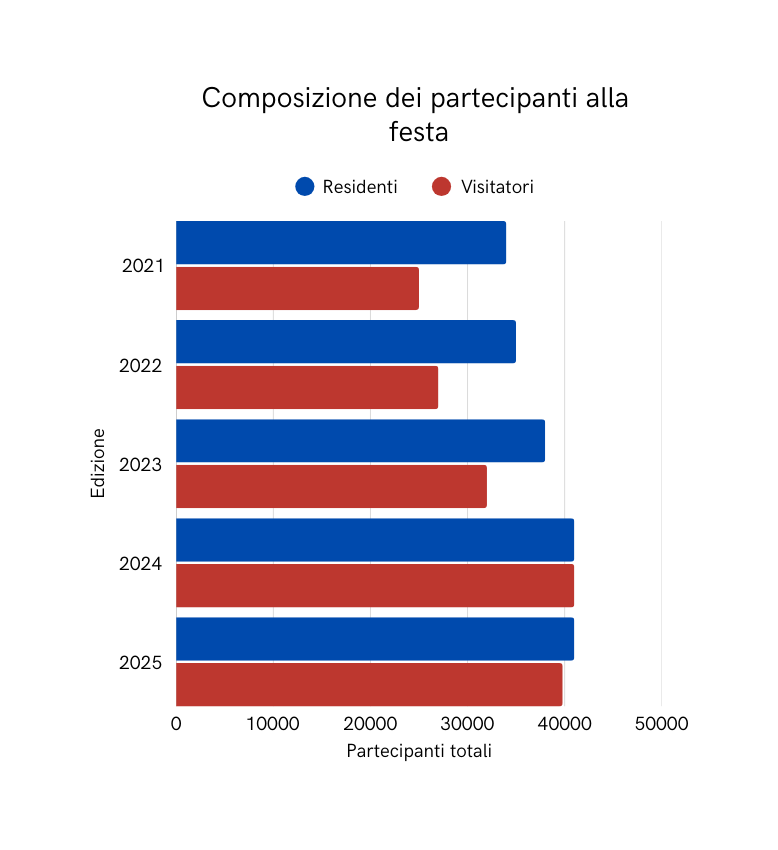 Composizione dei partecipanti alla
festa
Residenti Visitatori
2021
2022
2023
2024
2025
Edizione
0 10000 20000 30000 40000 50000
Partecipanti totali